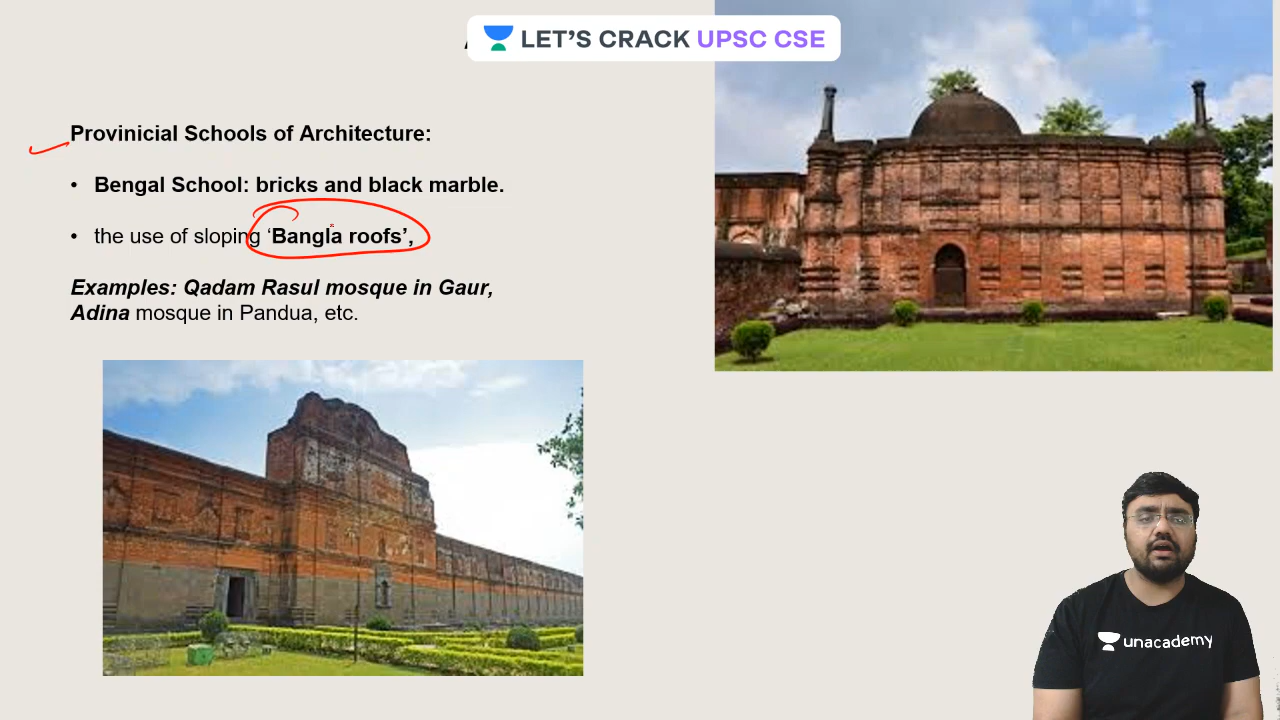 LET'S CRACK UPSC CSE
Provinicial Schools of Architecture:
• Bengal School: bricks and black marble.
• the use of sloping ‘Bangla roofs’,
Examples: Qadam Rasul mosque in Gaur,
Adina mosque in Pandua, etc.
unacademy